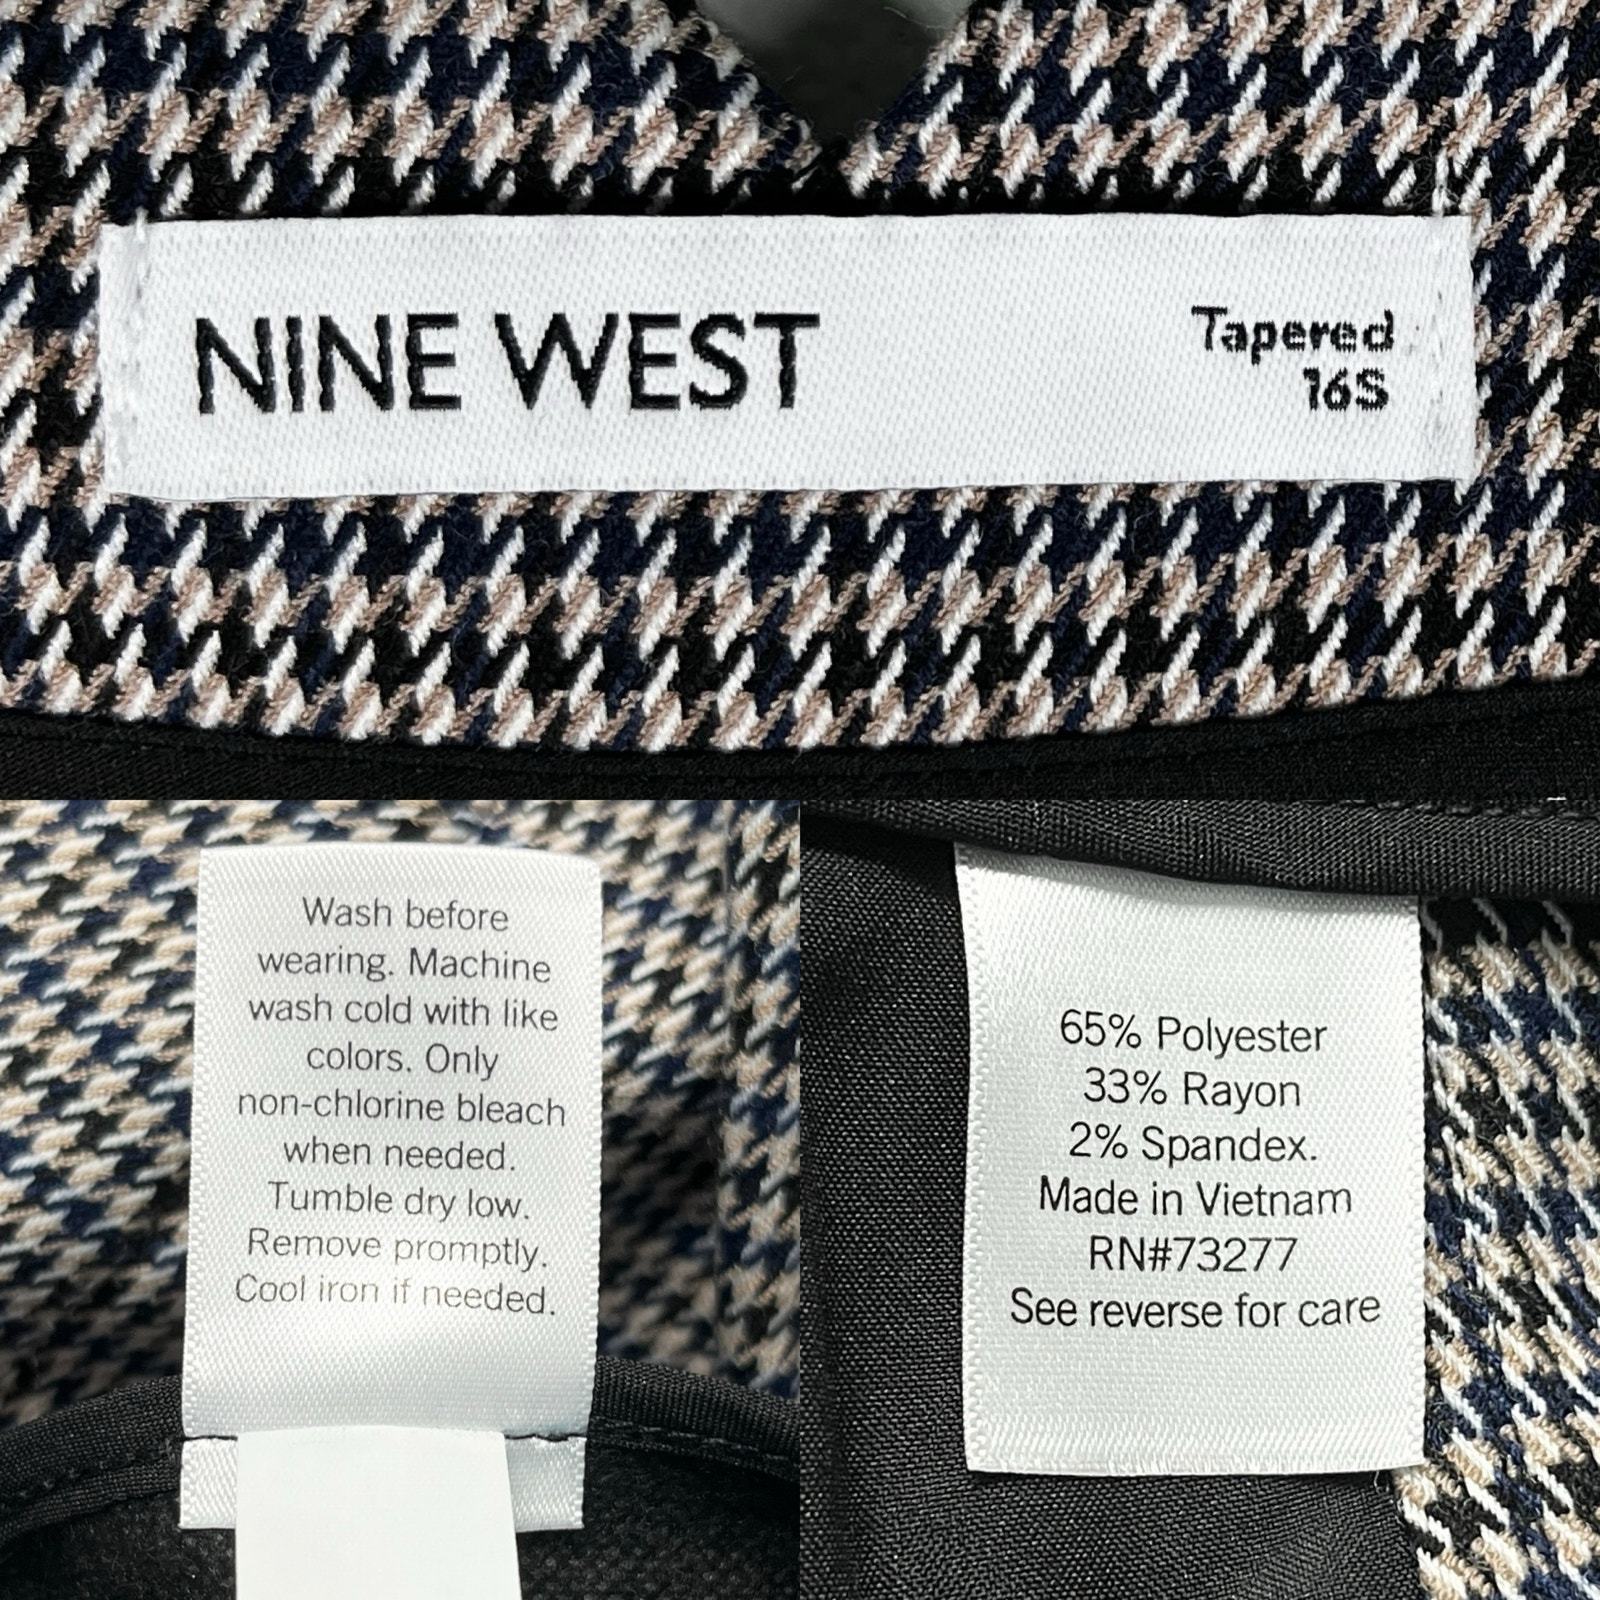 NINE WEST
Tapered
16S
Wash before
wearing. Machine
wash cold with like
colors. Only
non-chlorine bleach
when needed.
Tumble dry low.
Remove promptly.
Cool iron if needed.
65% Polyester
33% Rayon
2% Spandex.
Made in Vietnam
RN#73277
See reverse for care